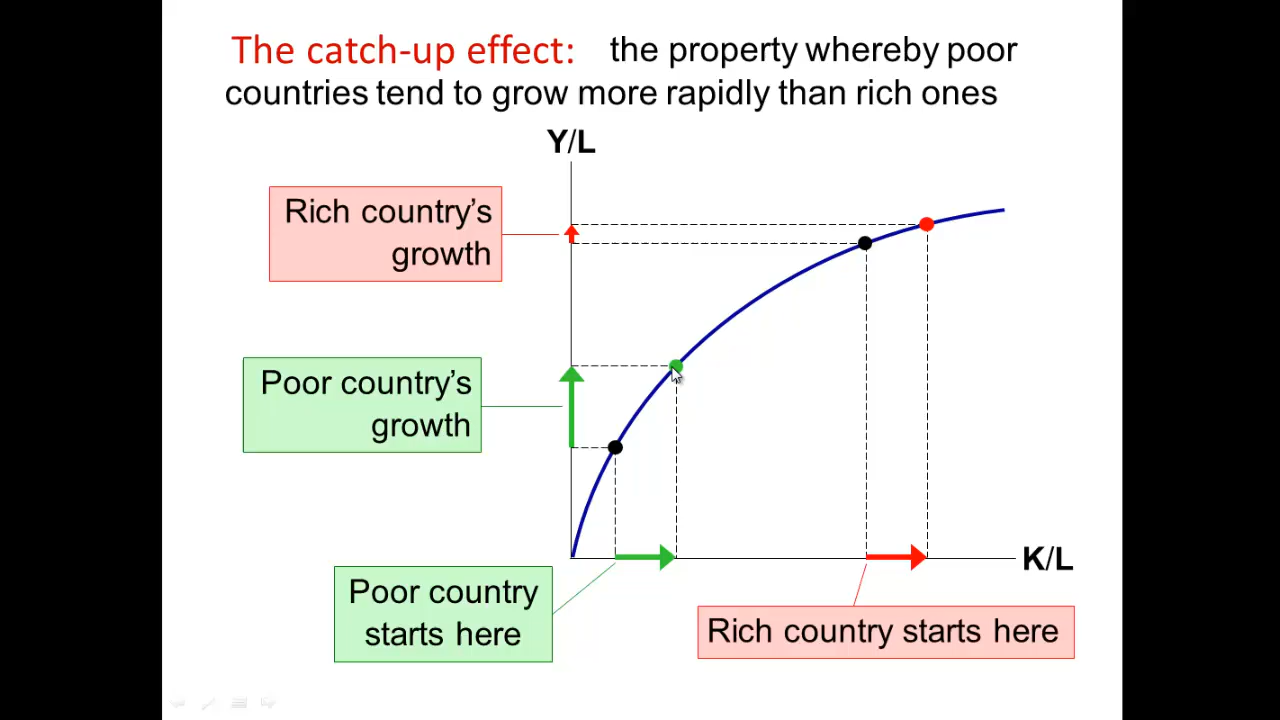 The catch-up effect: the property whereby poor
countries tend to grow more rapidly than rich ones
Y/L
Rich country’s
growth
Poor country’s
growth
K/L
Poor country
starts here
Rich country starts here